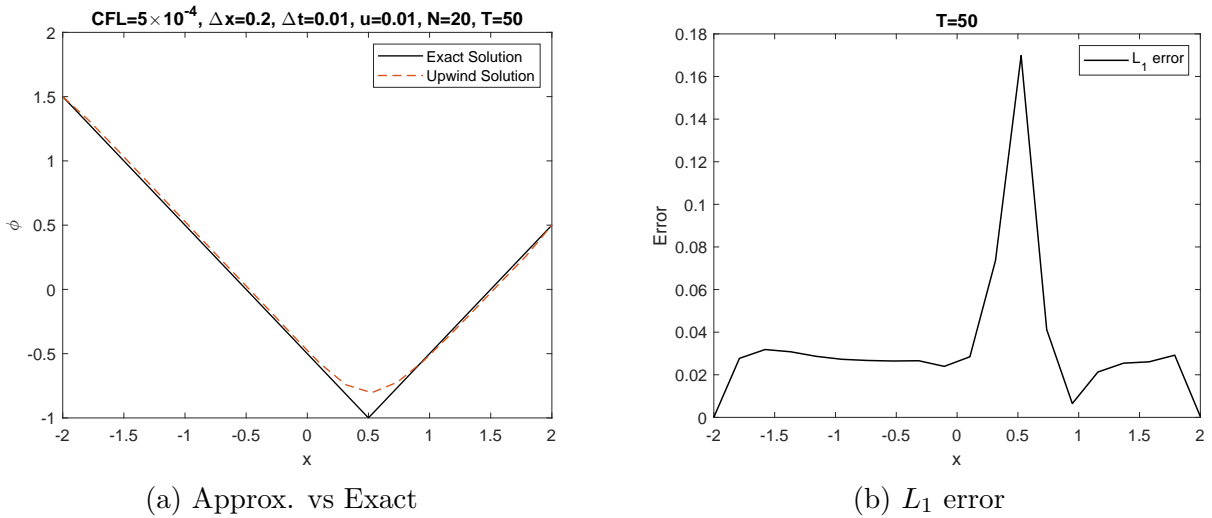 CFL=5×10⁻⁴, Δx=0.2, Δt=0.01, u=0.01, N=20, T=50
2
1.5
1
0.5
0
-0.5
-1
ϕ
-2 -1.5 -1 -0.5 0 0.5 1 1.5 2
x
Exact Solution
Upwind Solution
(a) Approx. vs Exact
T=50
0.18
0.16
0.14
0.12
0.1
0.08
0.06
0.04
0.02
0
Error
-2 -1.5 -1 -0.5 0 0.5 1 1.5 2
x
L₁ error
(b) L₁ error